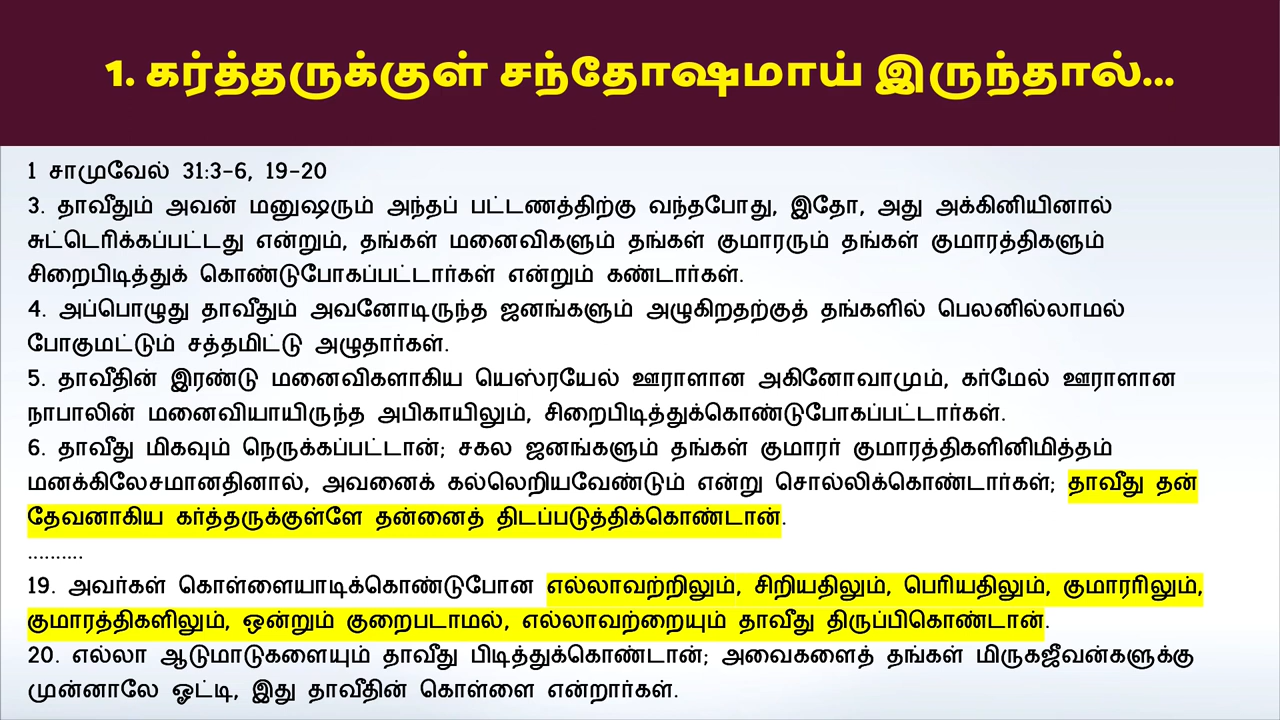 1. கர்த்தருக்குள் சந்தோஷமாய் இருந்தால்...
1 சாமுவேல் 31:3-6, 19-20
3. தாவீதும் அவன் மனுஷரும் அந்தப் பட்டணத்திற்கு வந்தபோது, இதோ, அது அக்கினியினால்
சுட்டெரிக்கப்பட்டது என்றும், தங்கள் மனைவிகளும் தங்கள் குமாரரும் தங்கள் குமாரத்திகளும்
சிறைபிடித்துக் கொண்டுபோகப்பட்டார்கள் என்றும் கண்டார்கள்.
4. அப்பொழுது தாவீதும் அவனோடிருந்த ஜனங்களும் அழுகிறதற்குத் தங்களில் பெலனில்லாமல்
போகுமட்டும் சத்தமிட்டு அழுதார்கள்.
5. தாவீதின் இரண்டு மனைவிகளாகிய யெஸ்ரயேல் ஊராளான அகினோவாமும், கர்மேல் ஊராளான
நாபாலின் மனைவியாயிருந்த அபிகாயிலும், சிறைபிடித்துக்கொண்டுபோகப்பட்டார்கள்.
6. தாவீது மிகவும் நெருக்கப்பட்டான்; சகல ஜனங்களும் தங்கள் குமாரர் குமாரத்திகளினிமித்தம்
மனக்கிலேசமானதினால், அவனைக் கல்லெறியவேண்டும் என்று சொல்லிக்கொண்டார்கள்; தாவீது தன்
தேவனாகிய கர்த்தருக்குள்ளே தன்னைத் திடப்படுத்திக்கொண்டான்.
..........
19. அவர்கள் கொள்ளையாடிக்கொண்டுபோன எல்லாவற்றிலும், சிறியதிலும், பெரியதிலும், குமாரரிலும்,
குமாரத்திகளிலும், ஒன்றும் குறைபடாமல், எல்லாவற்றையும் தாவீது திருப்பிகொண்டான்.
20. எல்லா ஆடுமாடுகளையும் தாவீது பிடித்துக்கொண்டான்; அவைகளைத் தங்கள் மிருகஜீவன்களுக்கு
முன்னாலே ஓட்டி, இது தாவீதின் கொள்ளை என்றார்கள்.